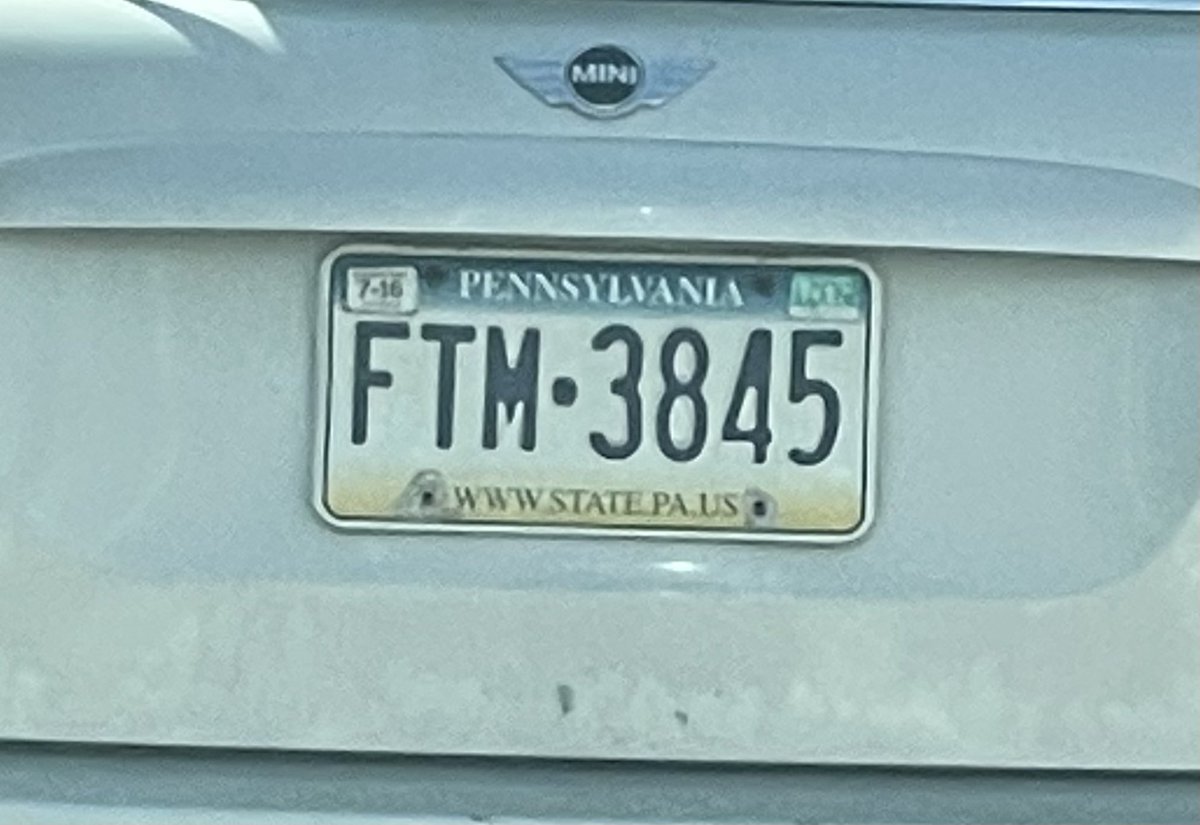 MINI
7-16 PENNSYLVANIA
FTM·3845
WWW.STATE.PA.US